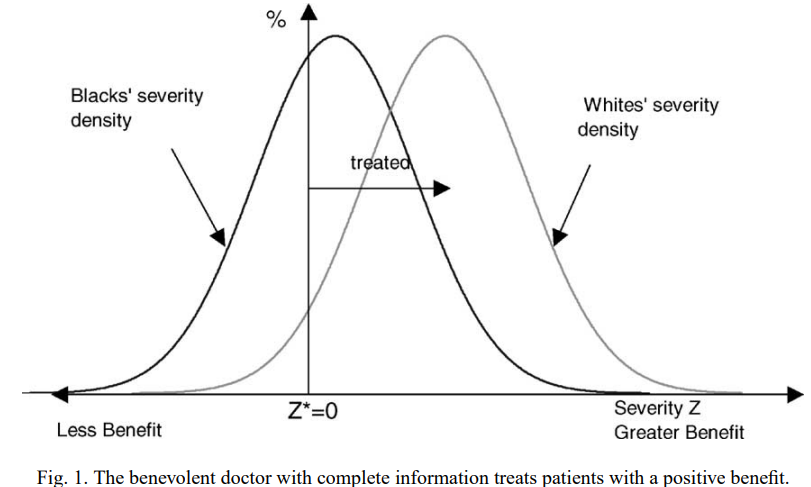 %
Blacks' severity
density
Whites' severity
density
treated
Z*=0
Severity Z
Greater Benefit
Less Benefit
Fig. 1. The benevolent doctor with complete information treats patients with a positive benefit.